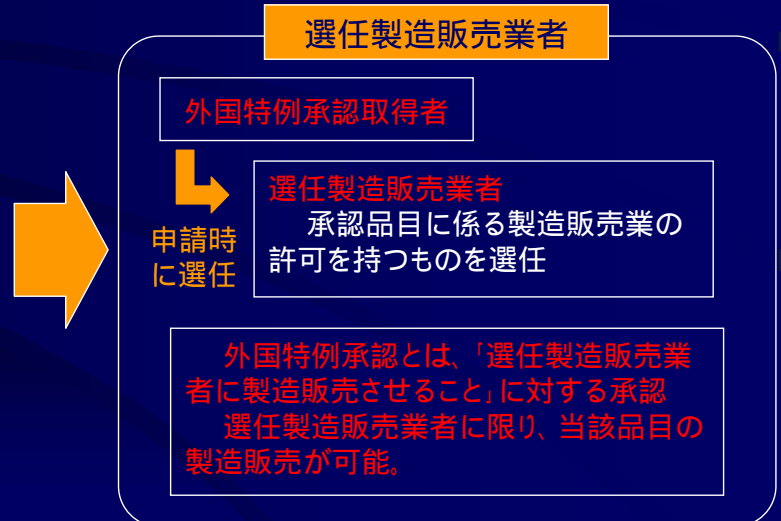 選任製造販売業者
外国特例承認取得者
申請時
に選任
選任製造販売業者
承認品目に係る製造販売業の
許可を持つものを選任
外国特例承認とは、「選任製造販売業
者に製造販売させること」に対する承認
選任製造販売業者に限り、当該品目の
製造販売が可能。